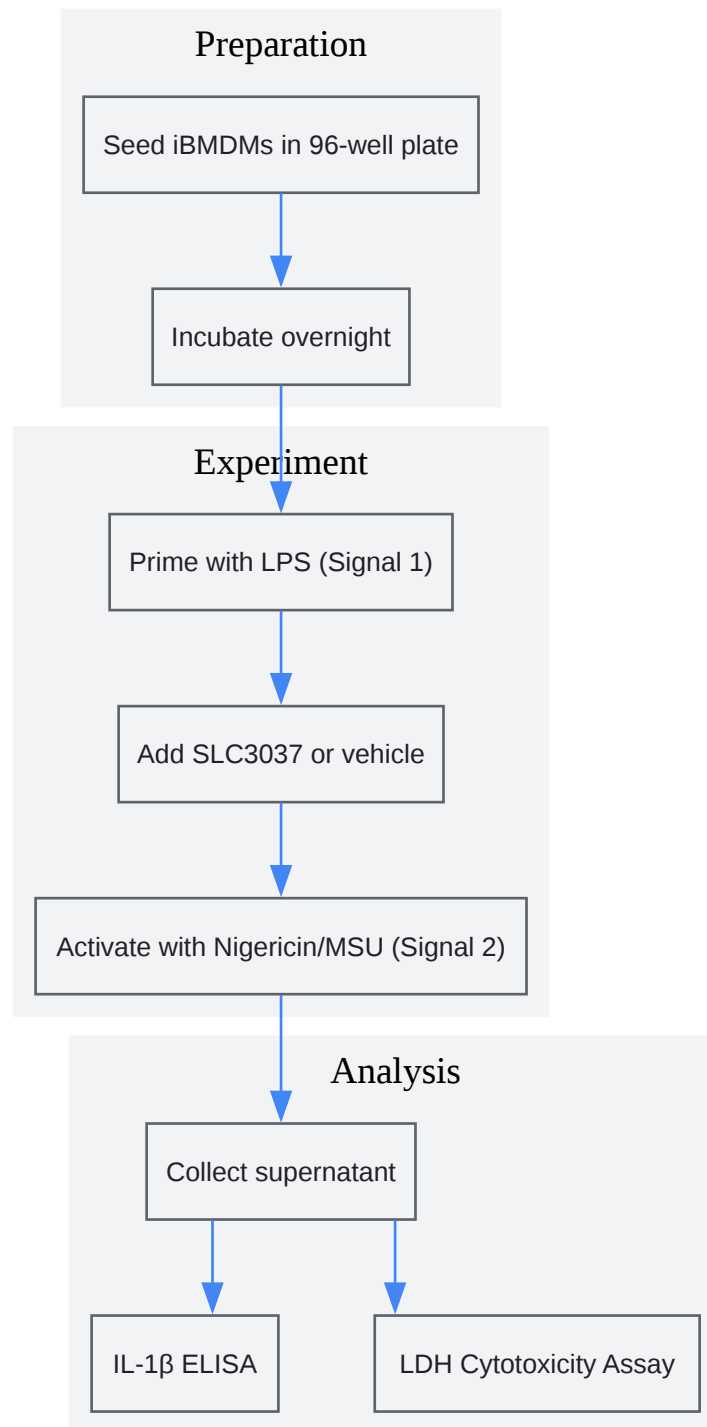 Preparation
Seed iBMDMs in 96-well plate
Incubate overnight
Experiment
Prime with LPS (Signal 1)
Add SLC3037 or vehicle
Activate with Nigericin/MSU (Signal 2)
Analysis
Collect supernatant
IL-1β ELISA
LDH Cytotoxicity Assay